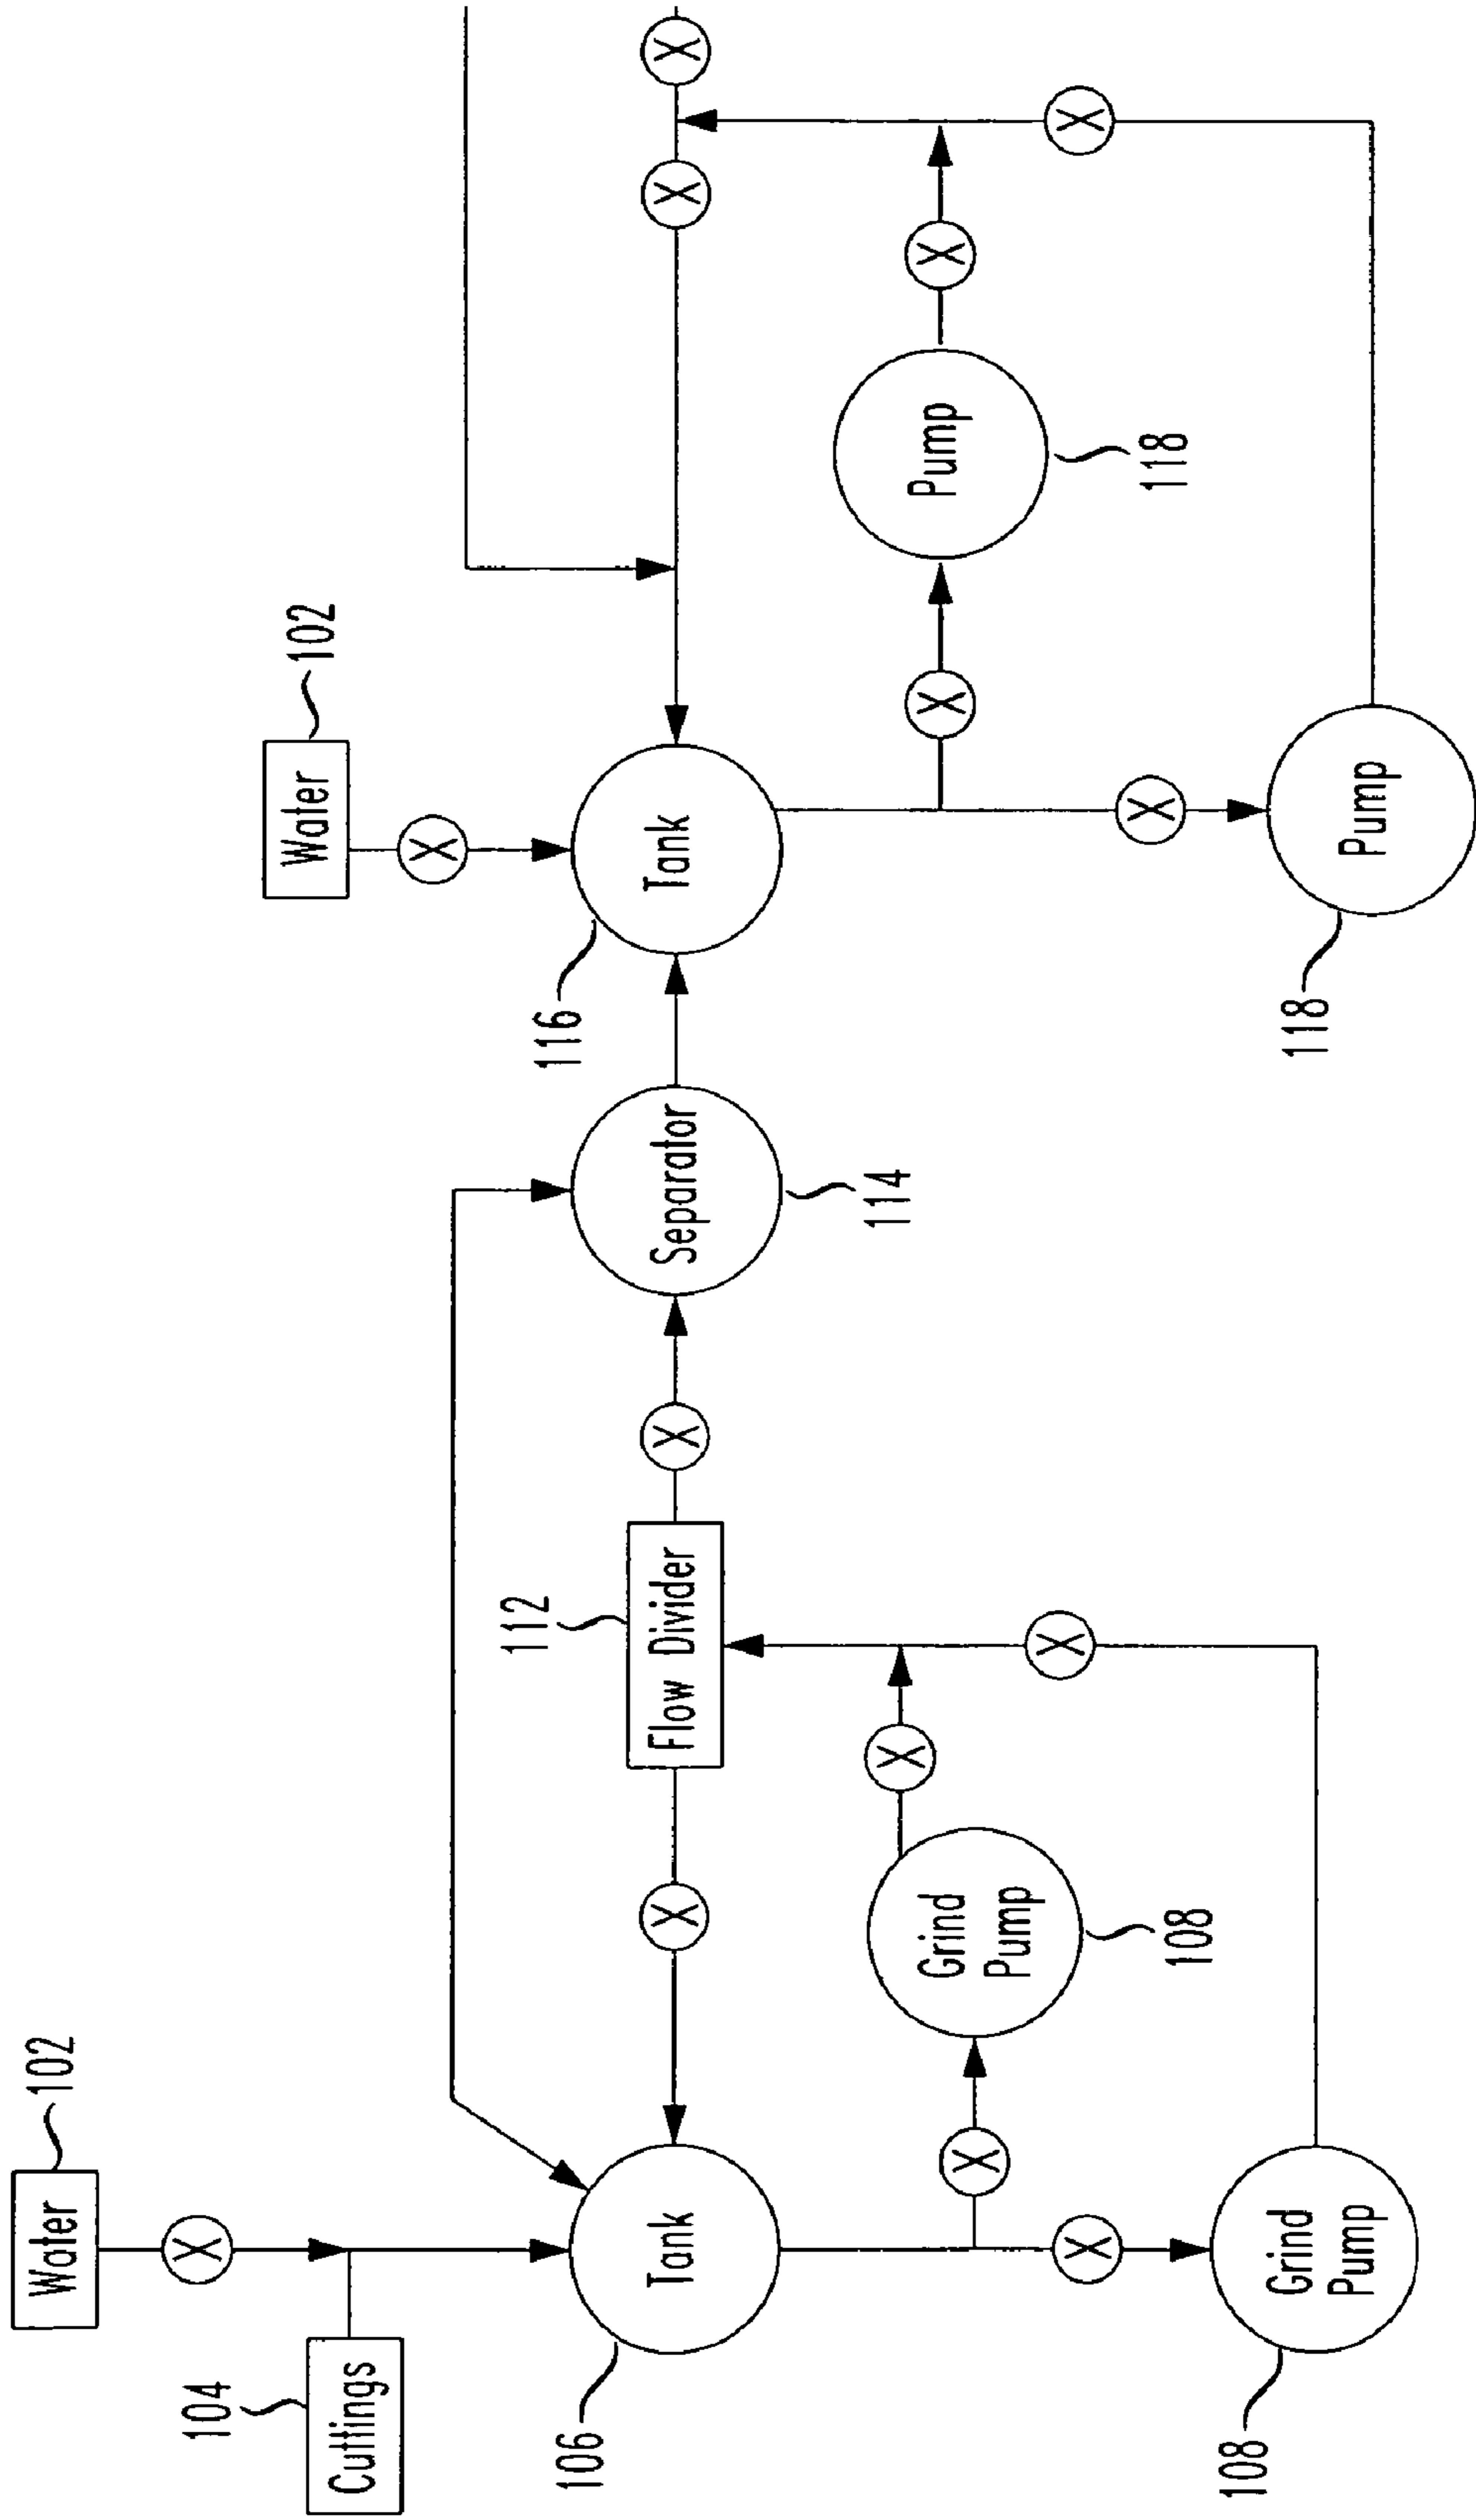 102
Water
X
104
102
Water
Cuttings
X
112
116
106
Tank
X
Flow Divider
X
Separator
Tank
X
X
114
X
Grind
Pump
X
X
Pump
X
X
X
X
X
108
118
108
Grind
Pump
118
Pump